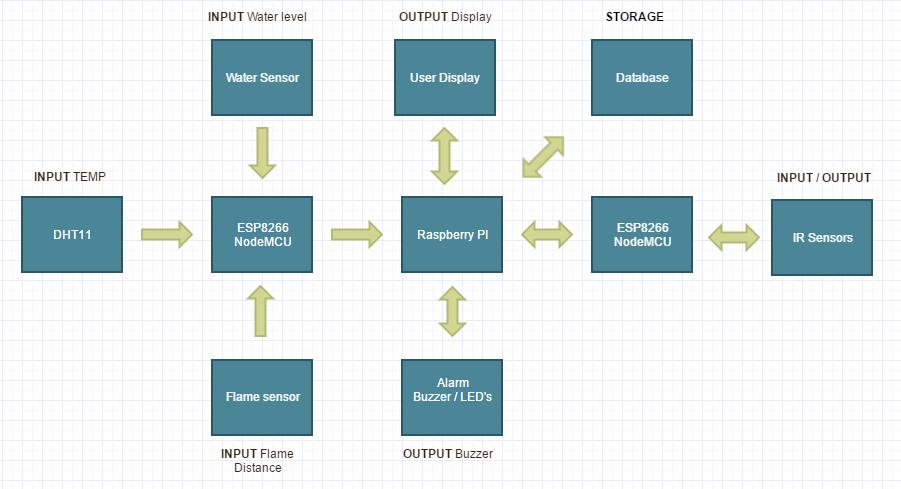 INPUT Water level
OUTPUT Display
STORAGE
Water Sensor
User Display
Database
INPUT TEMP
INPUT / OUTPUT
DHT11
ESP8266
NodeMCU
Raspberry PI
ESP8266
NodeMCU
IR Sensors
Flame sensor
Alarm
Buzzer / LED's
INPUT Flame
Distance
OUTPUT Buzzer